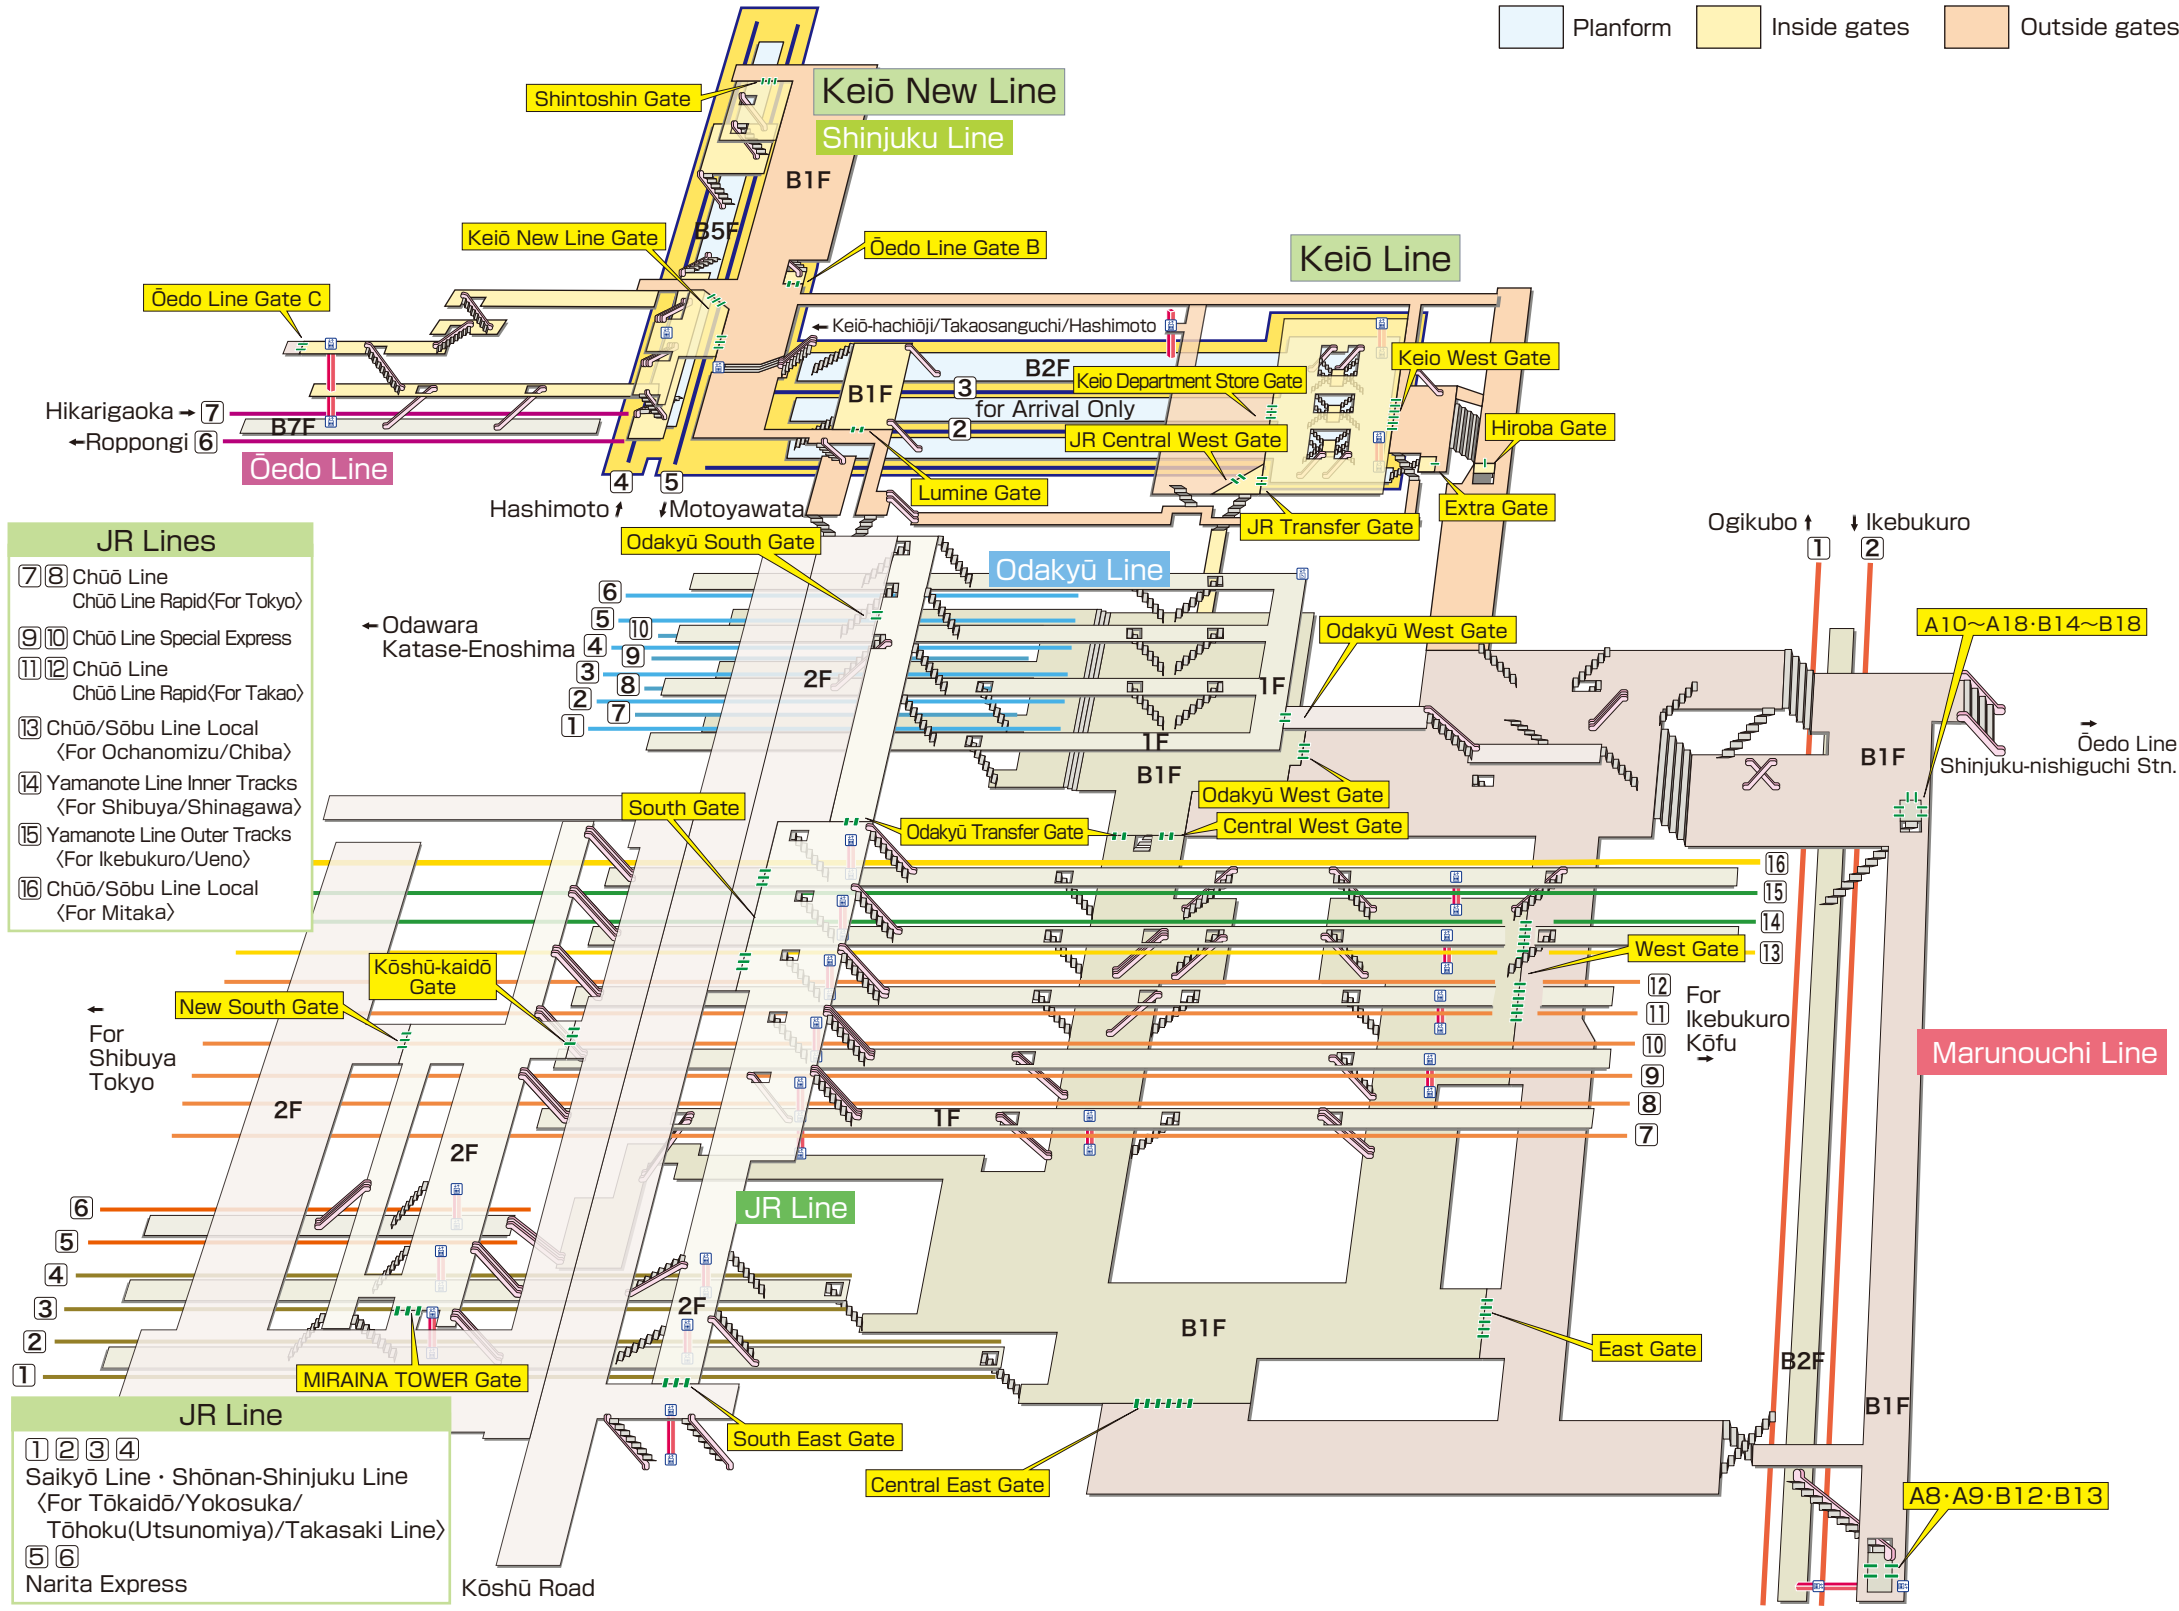 Planform
Inside gates
Outside gates
Shintoshin Gate
Keiō New Line
Shinjuku Line
B1F
B5F
Keiō New Line Gate
Ōedo Line Gate B
Keiō Line
Ōedo Line Gate C
← Keiō-hachiōji/Takaosanguchi/Hashimoto
B2F
Keio West Gate
Keio Department Store Gate
3
B1F
for Arrival Only
2
Hikarigaoka → 7
B7F
←Roppongi 6
Ōedo Line
JR Central West Gate
Hiroba Gate
4
5
Hashimoto ↑
↓ Motoyawata
Lumine Gate
Extra Gate
JR Transfer Gate
Ogikubo ↑
↓ Ikebukuro
1
2
JR Lines
7 8 Chūō Line
Chūō Line Rapid〈For Tokyo〉
9 10 Chūō Line Special Express
11 12 Chūō Line
Chūō Line Rapid〈For Takao〉
13 Chūō/Sōbu Line Local
〈For Ochanomizu/Chiba〉
14 Yamanote Line Inner Tracks
〈For Shibuya/Shinagawa〉
15 Yamanote Line Outer Tracks
〈For Ikebukuro/Ueno〉
16 Chūō/Sōbu Line Local
〈For Mitaka〉
Odakyū South Gate
Odakyū Line
6
5
10
4
9
3
8
2
7
1
← Odawara
Katase-Enoshima
2F
1F
1F
B1F
Odakyū West Gate
A10～A18・B14～B18
B1F
→
Ōedo Line
Shinjuku-nishiguchi Stn.
Odakyū West Gate
South Gate
Odakyū Transfer Gate
Central West Gate
16
15
14
13
West Gate
12
11
10
9
8
7
For
Ikebukuro
Kōfu
→
Kōshū-kaidō
Gate
New South Gate
←
For
Shibuya
Tokyo
Marunouchi Line
2F
2F
1F
JR Line
6
5
4
3
2
1
2F
B1F
East Gate
B2F
B1F
MIRAINA TOWER Gate
South East Gate
Central East Gate
A8・A9・B12・B13
JR Line
1 2 3 4
Saikyō Line・Shōnan-Shinjuku Line
〈For Tōkaidō/Yokosuka/
Tōhoku(Utsunomiya)/Takasaki Line〉
5 6
Narita Express
Kōshū Road